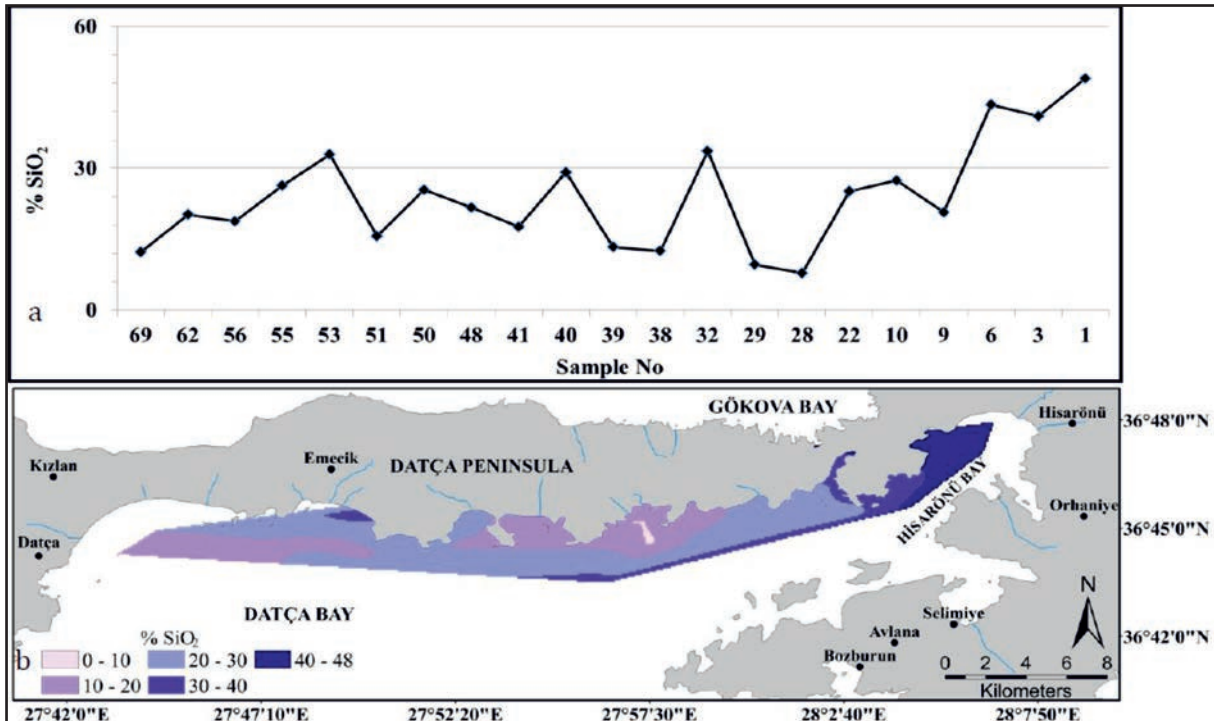 60
30
0
% SiO₂
a
69 62 56 55 53 51 50 48 41 40 39 38 32 29 28 22 10 9 6 3 1
Sample No
GÖKOVA BAY
Hisarönü
36°48'0"N
Kızlan
Emecik
DATÇA PENINSULA
HİSARÖNÜ BAY
Orhaniye
36°45'0"N
Datça
DATÇA BAY
N
Selimiye
Avlana
Bozburun
36°42'0"N
b
% SiO₂
0 - 10 20 - 30 40 - 48
10 - 20 30 - 40
0 2 4 6 8
Kilometers
27°42'0"E 27°47'10"E 27°52'20"E 27°57'30"E 28°2'40"E 28°7'50"E